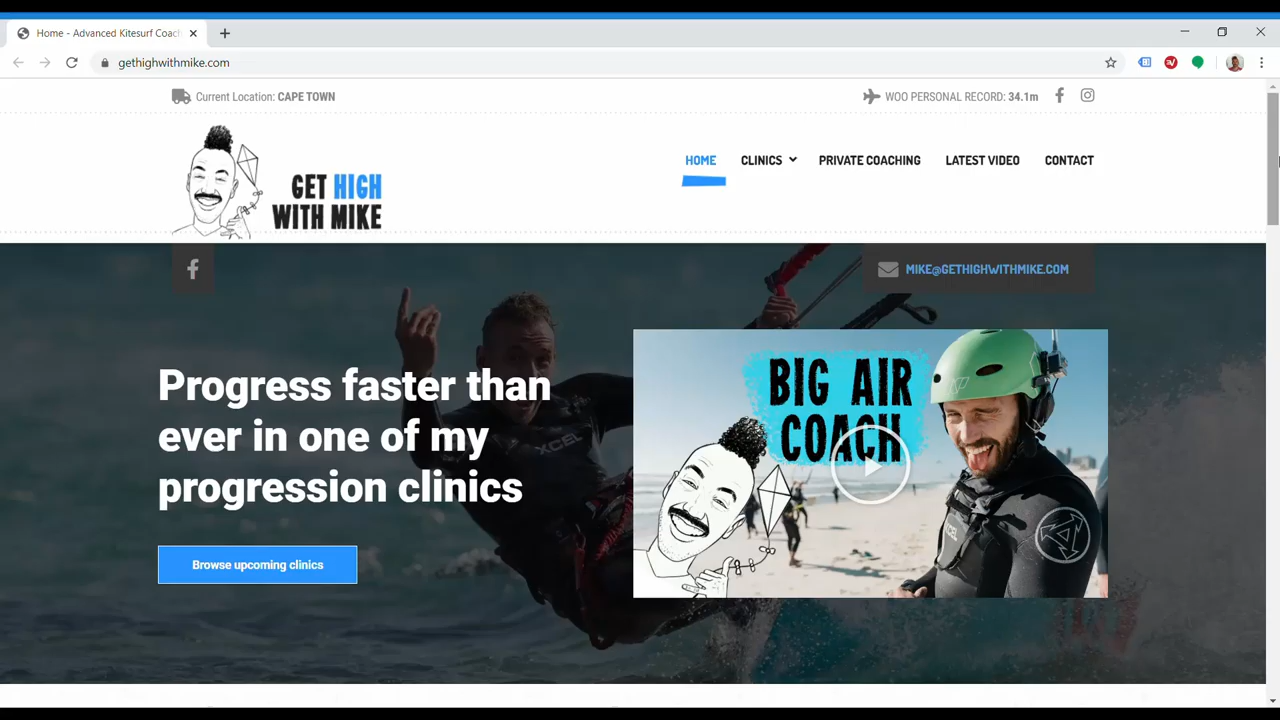 Home - Advanced Kitesurf Coac
gethighwithmike.com
Current Location: CAPE TOWN
WOO PERSONAL RECORD: 34.1m
GET HIGH
WITH MIKE
HOME
CLINICS
PRIVATE COACHING
LATEST VIDEO
CONTACT
MIKE@GETHIGHWITHMIKE.COM
Progress faster than
ever in one of my
progression clinics
Browse upcoming clinics
BIG AIR
COACH
XCEL